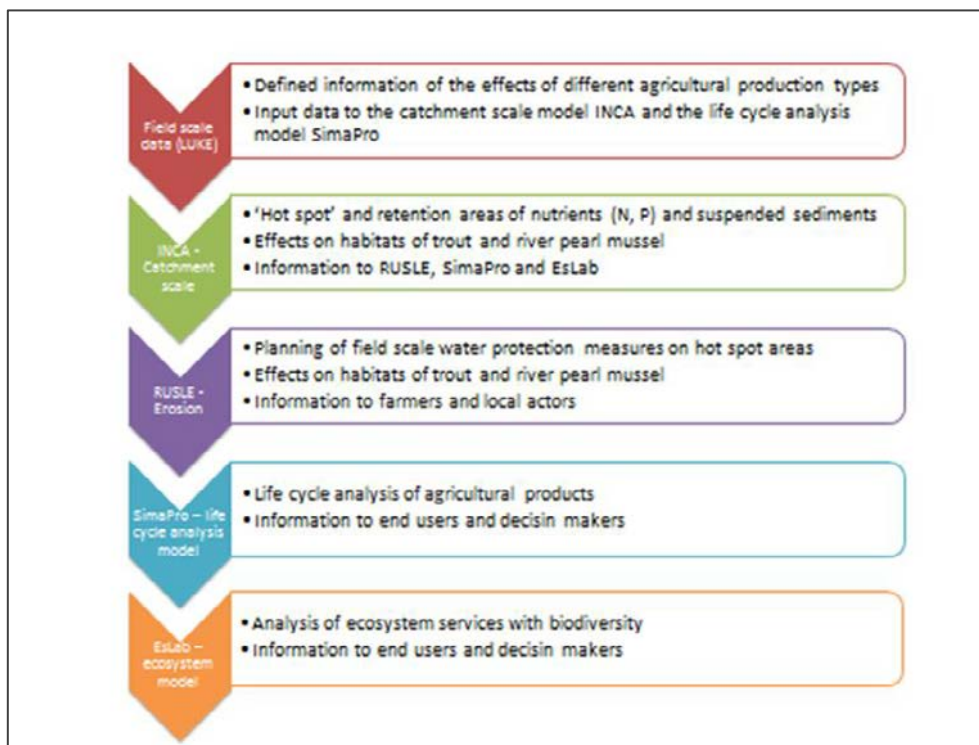 Field scale
data (LUKE)
• Defined information of the effects of different agricultural production types
• Input data to the catchment scale model INCA and the life cycle analysis
model SimaPro
INCA -
Catchment
scale
• 'Hot spot' and retention areas of nutrients (N, P) and suspended sediments
• Effects on habitats of trout and river pearl mussel
• Information to RUSLE, SimaPro and EsLab
RUSLE -
Erosion
• Planning of field scale water protection measures on hot spot areas
• Effects on habitats of trout and river pearl mussel
• Information to farmers and local actors
SimaPro – life
cycle analysis
model
• Life cycle analysis of agricultural products
• Information to end users and decisin makers
EsLab –
ecosystem
model
• Analysis of ecosystem services with biodiversity
• Information to end users and decisin makers